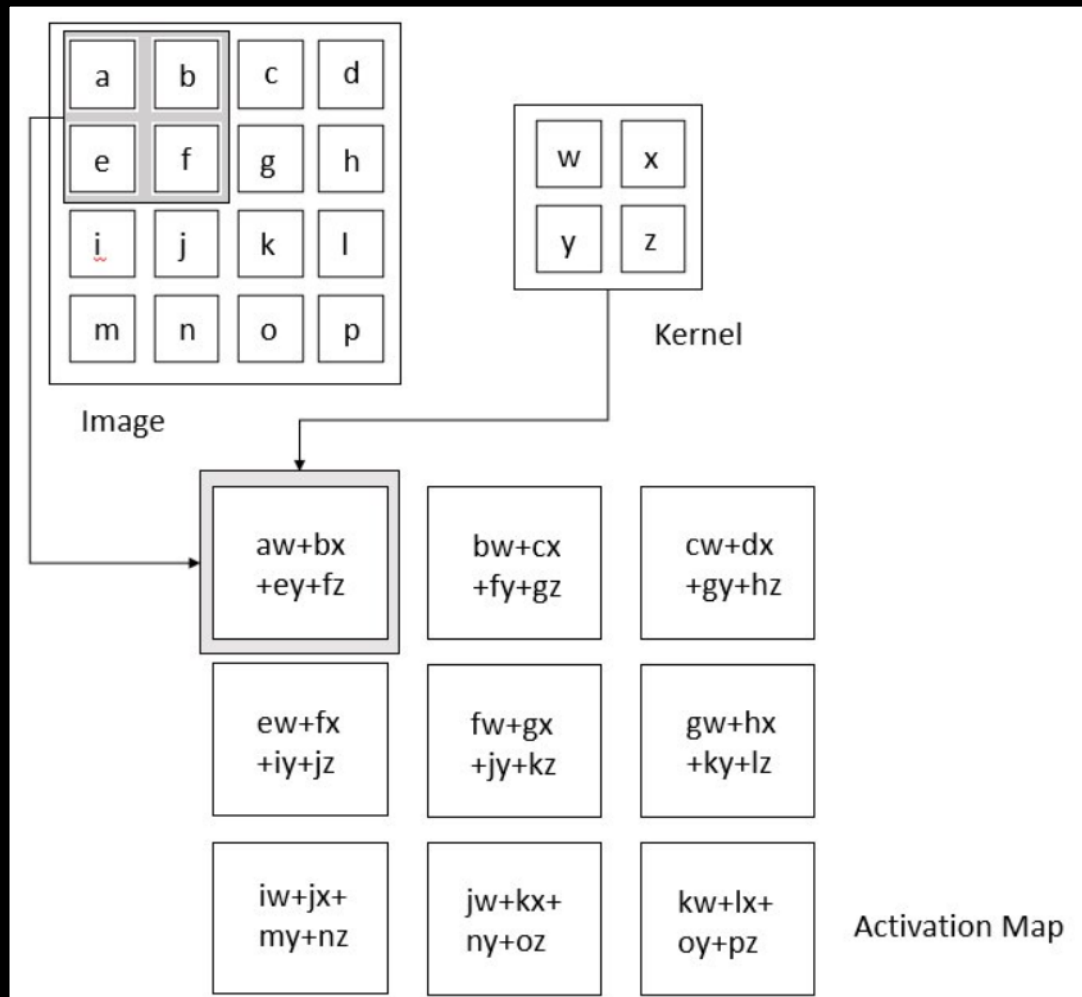 a b c d
w x
e f g h
y z
i j k l
Kernel
m n o p
Image
aw+bx
+ey+fz
bw+cx
+fy+gz
cw+dx
+gy+hz
ew+fx
+iy+jz
fw+gx
+jy+kz
gw+hx
+ky+lz
iw+jx+
my+nz
jw+kx+
ny+oz
kw+lx+
oy+pz
Activation Map